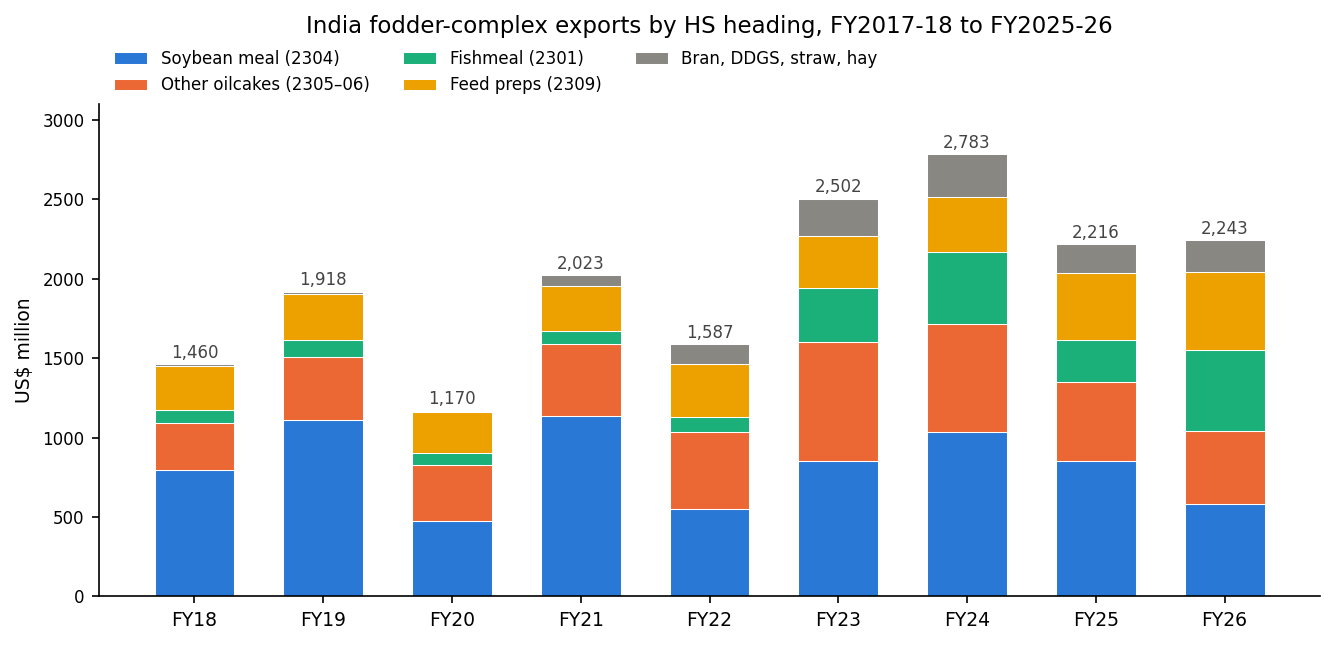 India fodder-complex exports by HS heading, FY2017-18 to FY2025-26
Soybean meal (2304)
Other oilcakes (2305–06)
Fishmeal (2301)
Feed preps (2309)
Bran, DDGS, straw, hay
US$ million
3000
2500
2000
1500
1000
500
0
1,460
1,918
1,170
2,023
1,587
2,502
2,783
2,216
2,243
FY18
FY19
FY20
FY21
FY22
FY23
FY24
FY25
FY26